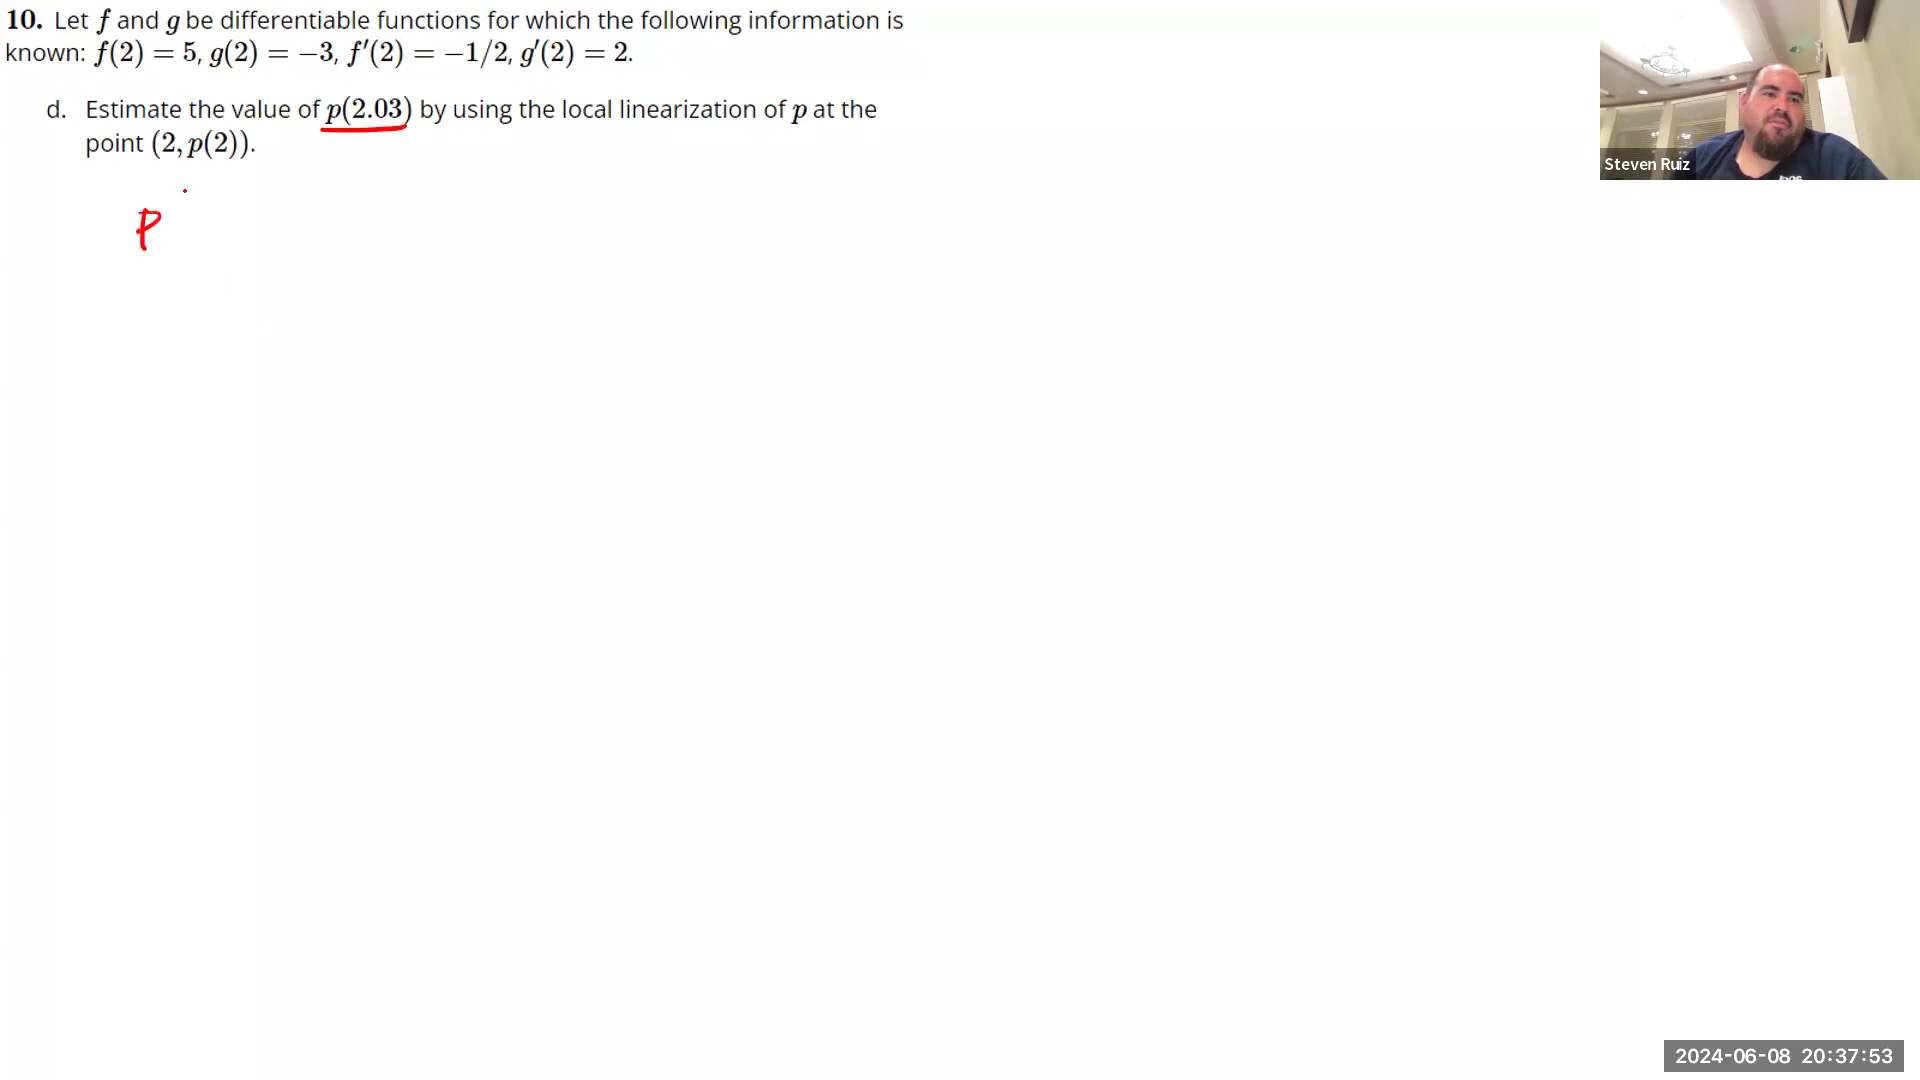 10. Let f and g be differentiable functions for which the following information is
known: f(2) = 5, g(2) = −3, f′(2) = −1/2, g′(2) = 2.
d. Estimate the value of p(2.03) by using the local linearization of p at the
point (2, p(2)).
P
Steven Ruiz
2024-06-08 20:37:53